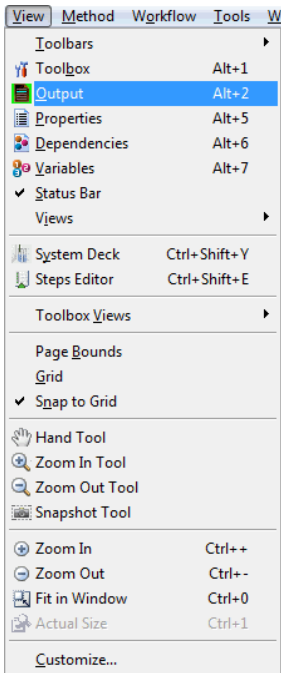 View Method Workflow Tools W
Toolbars
Toolbox Alt+1
Output Alt+2
Properties Alt+5
Dependencies Alt+6
Variables Alt+7
Status Bar
Views
System Deck Ctrl+Shift+Y
Steps Editor Ctrl+Shift+E
Toolbox Views
Page Bounds
Grid
Snap to Grid
Hand Tool
Zoom In Tool
Zoom Out Tool
Snapshot Tool
Zoom In Ctrl++
Zoom Out Ctrl+-
Fit in Window Ctrl+0
Actual Size Ctrl+1
Customize...